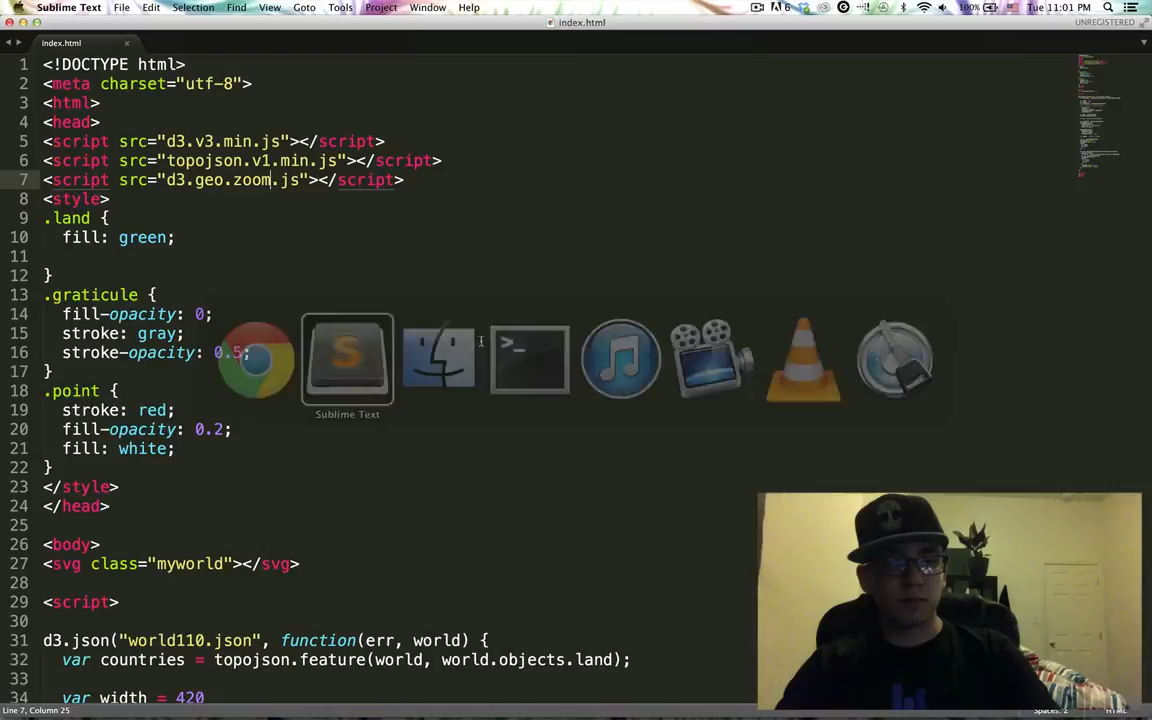 Sublime Text File Edit Selection Find View Goto Tools Project Window Help 6 100% Tue 11:01 PM
index.html UNREGISTERED
index.html ×
1 <!DOCTYPE html>
2 <meta charset="utf-8">
3 <html>
4 <head>
5 <script src="d3.v3.min.js"></script>
6 <script src="topojson.v1.min.js"></script>
7 <script src="d3.geo.zoom.js"></script>
8 <style>
9 .land {
10 fill: green;
11
12 }
13 .graticule {
14 fill-opacity: 0;
15 stroke: gray;
16 stroke-opacity: 0.5;
17 }
18 .point {
19 stroke: red;
20 fill-opacity: 0.2;
21 fill: white;
22 }
23 </style>
24 </head>
25
26 <body>
27 <svg class="myworld"></svg>
28
29 <script>
30
31 d3.json("world110.json", function(err, world) {
32 var countries = topojson.feature(world, world.objects.land);
33
34 var width = 420
S
>_
Sublime Text
Line 7, Column 25